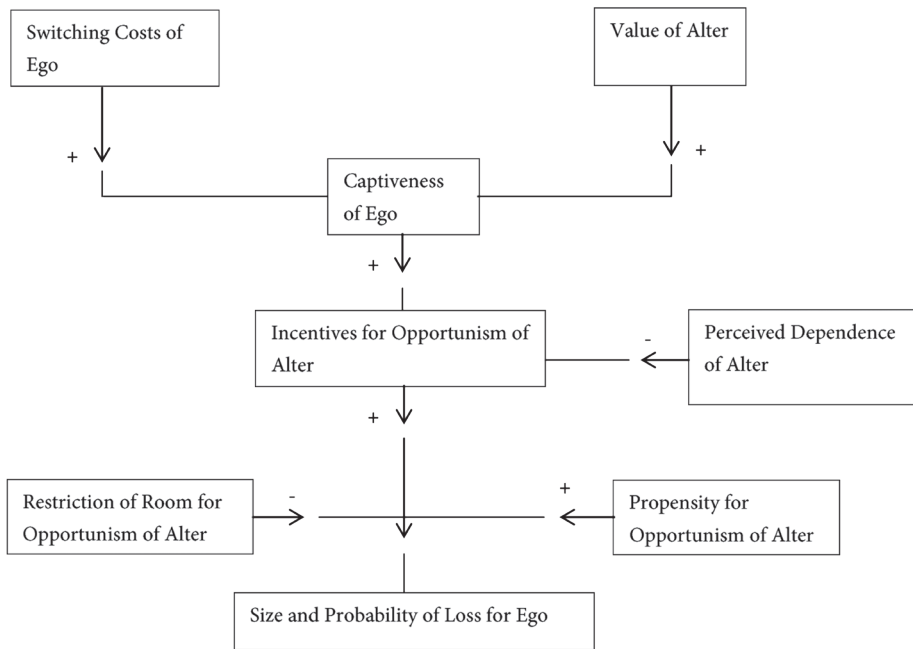 Switching Costs of
Ego
Value of Alter
+
+
Captiveness
of Ego
+
Incentives for Opportunism of
Alter
-
Perceived Dependence
of Alter
+
Restriction of Room for
Opportunism of Alter
-
+
Propensity for
Opportunism of Alter
Size and Probability of Loss for Ego